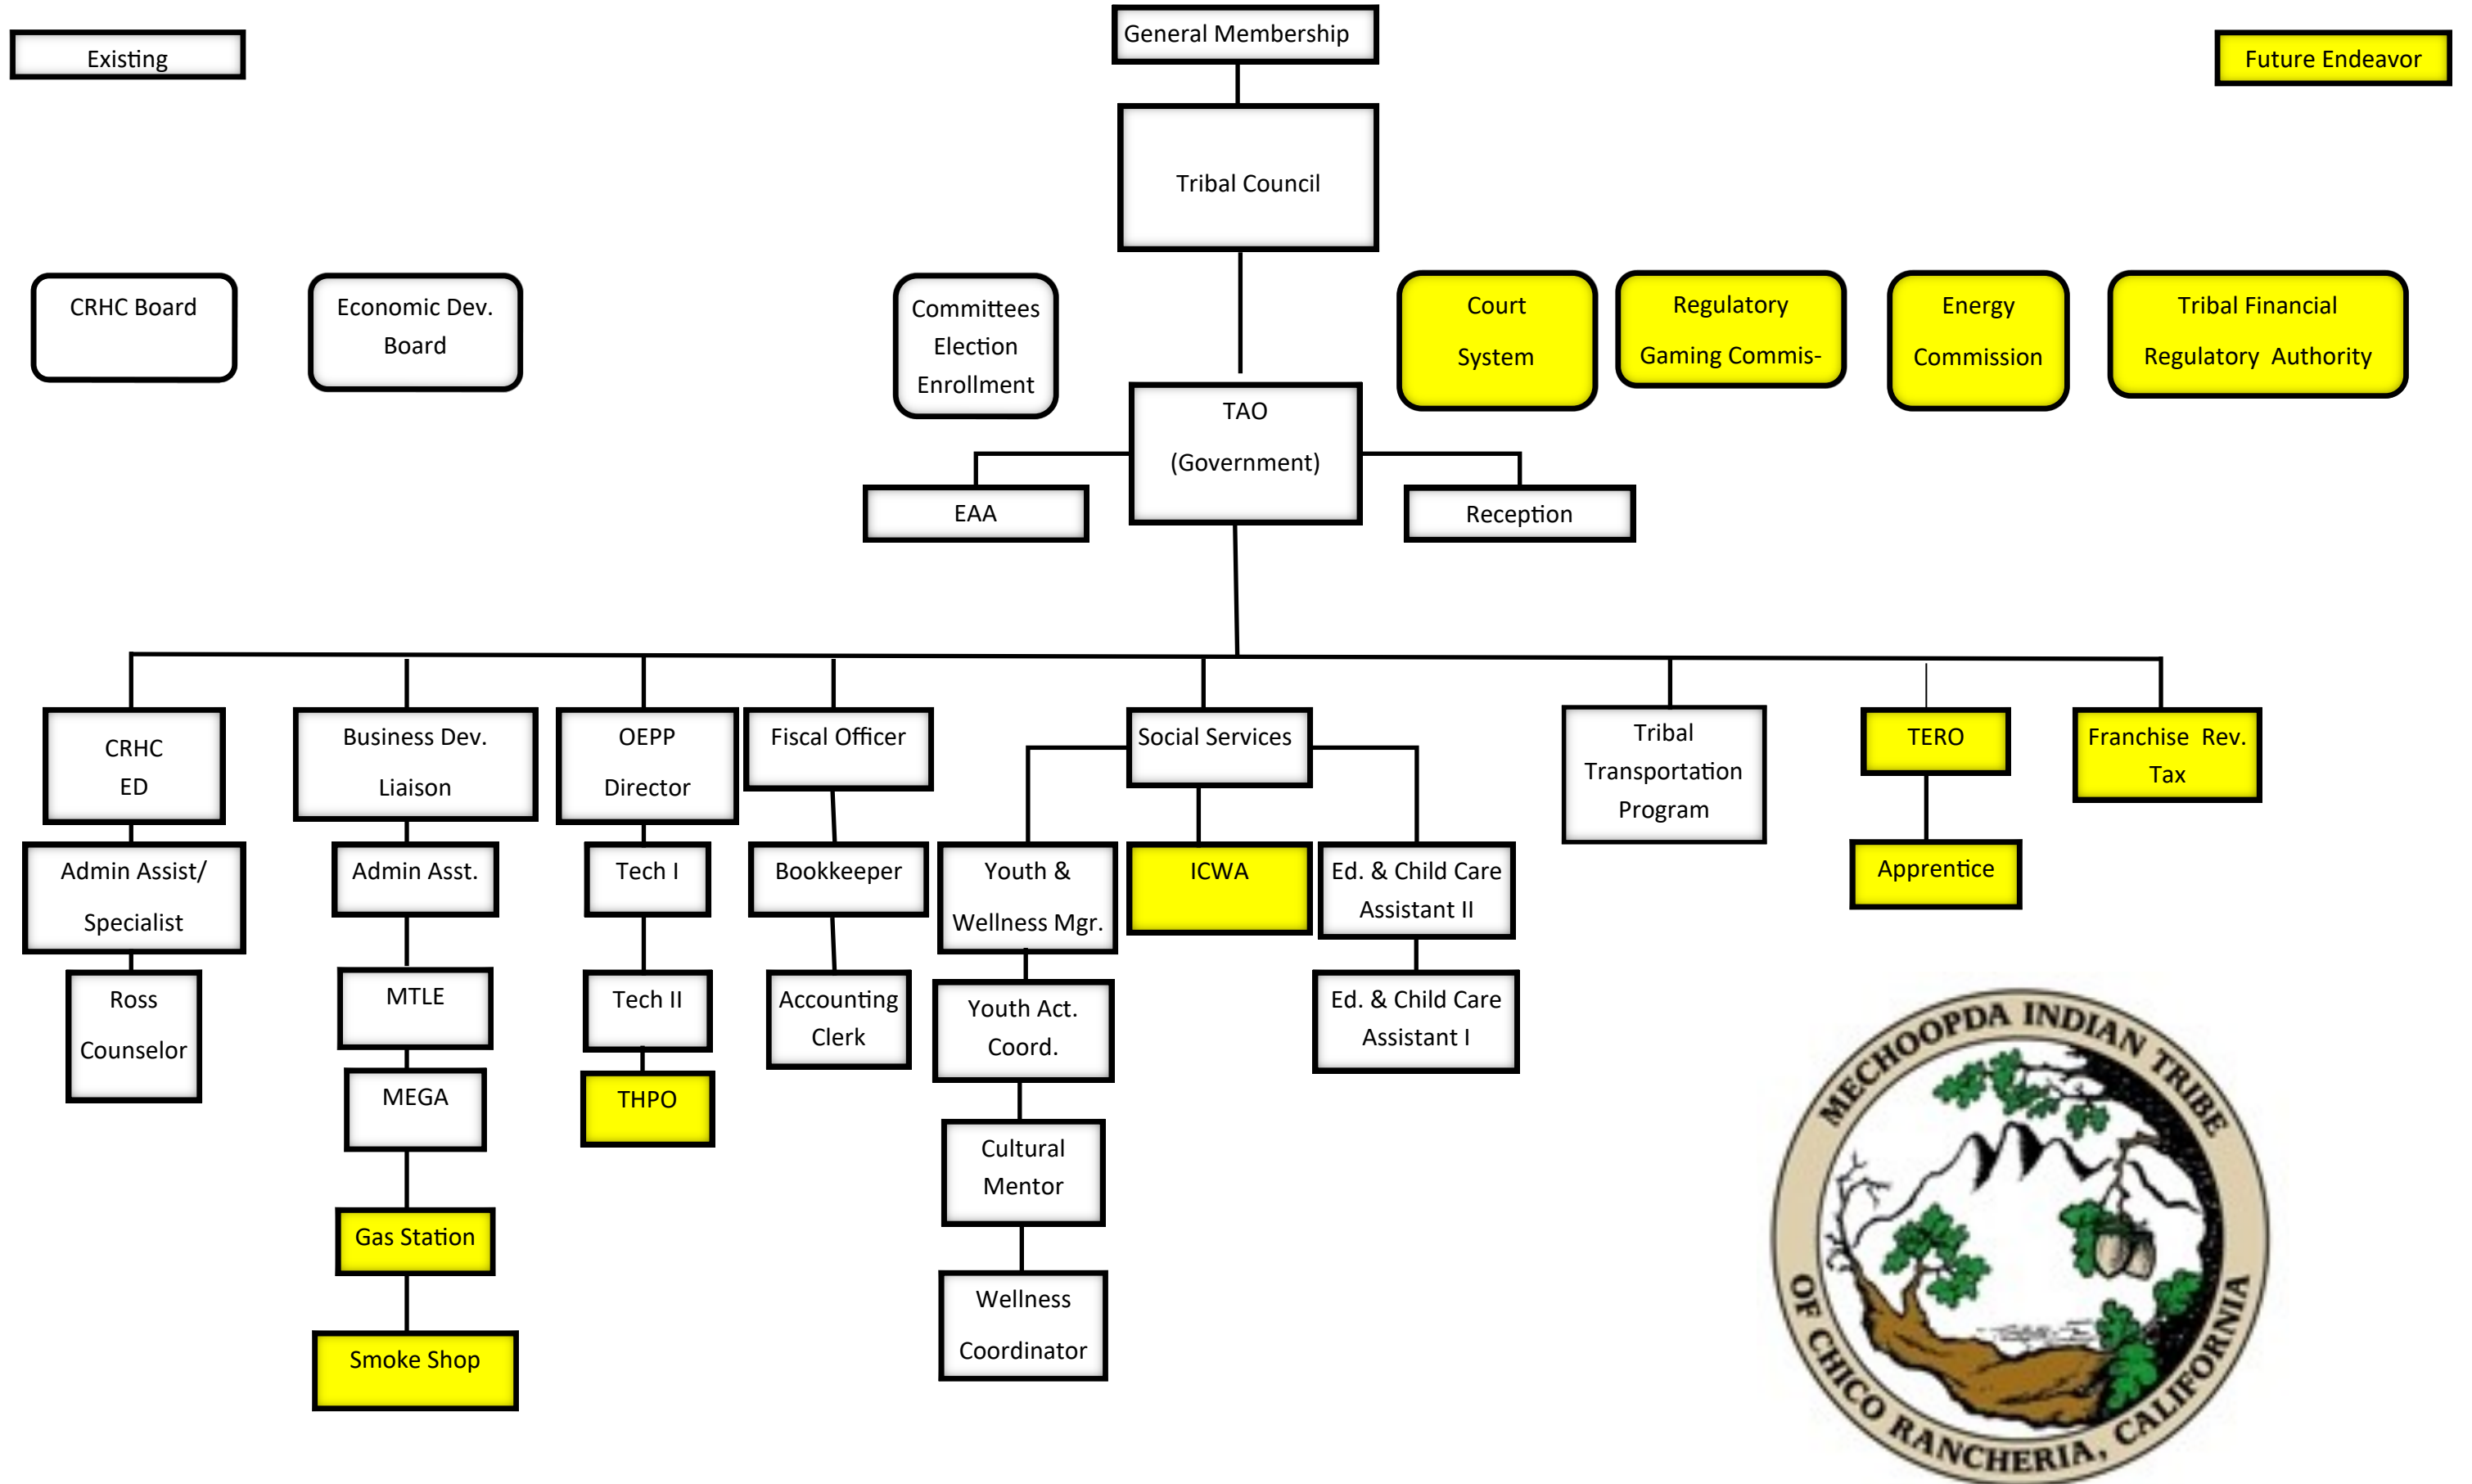 Existing
General Membership
Future Endeavor
Tribal Council
CRHC Board
Economic Dev.
Board
Committees
Election
Enrollment
Court
System
Regulatory
Gaming Commis-
Energy
Commission
Tribal Financial
Regulatory Authority
TAO
(Government)
EAA
Reception
CRHC
ED
Business Dev.
Liaison
OEPP
Director
Fiscal Officer
Social Services
Tribal
Transportation
Program
TERO
Franchise Rev.
Tax
Admin Assist/
Specialist
Admin Asst.
Tech I
Bookkeeper
Youth &
Wellness Mgr.
ICWA
Ed. & Child Care
Assistant II
Apprentice
Ross
Counselor
MTLE
Tech II
Accounting
Clerk
Youth Act.
Coord.
Ed. & Child Care
Assistant I
MEGA
THPO
Cultural
Mentor
Gas Station
Wellness
Coordinator
Smoke Shop
MECHOOPDA INDIAN TRIBE
OF CHICO RANCHERIA, CALIFORNIA